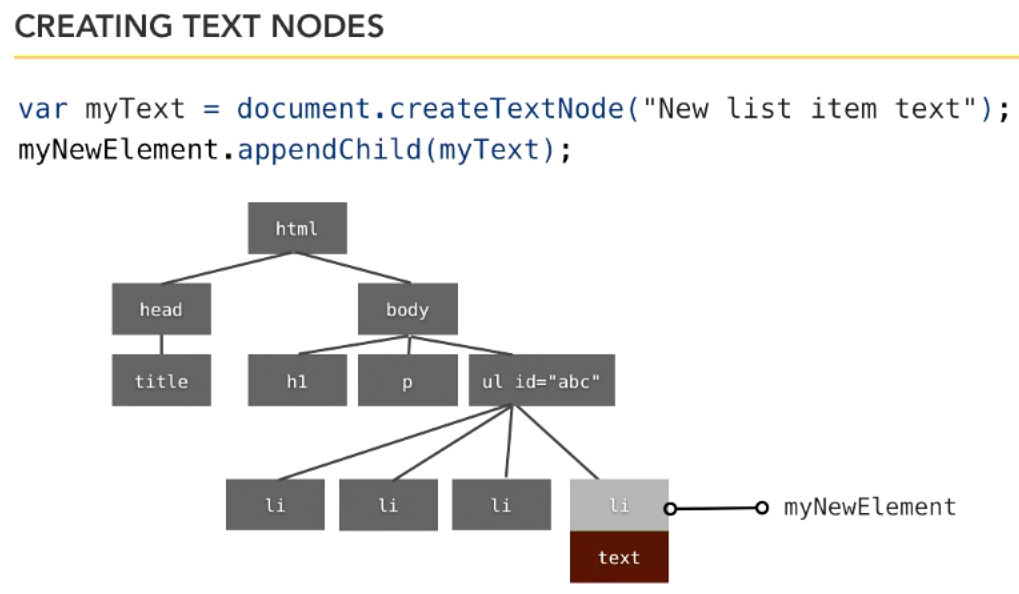 CREATING TEXT NODES
var myText = document.createTextNode("New list item text");
myNewElement.appendChild(myText);
html
head
body
title
h1
p
ul id="abc"
li
li
li
li
myNewElement
text